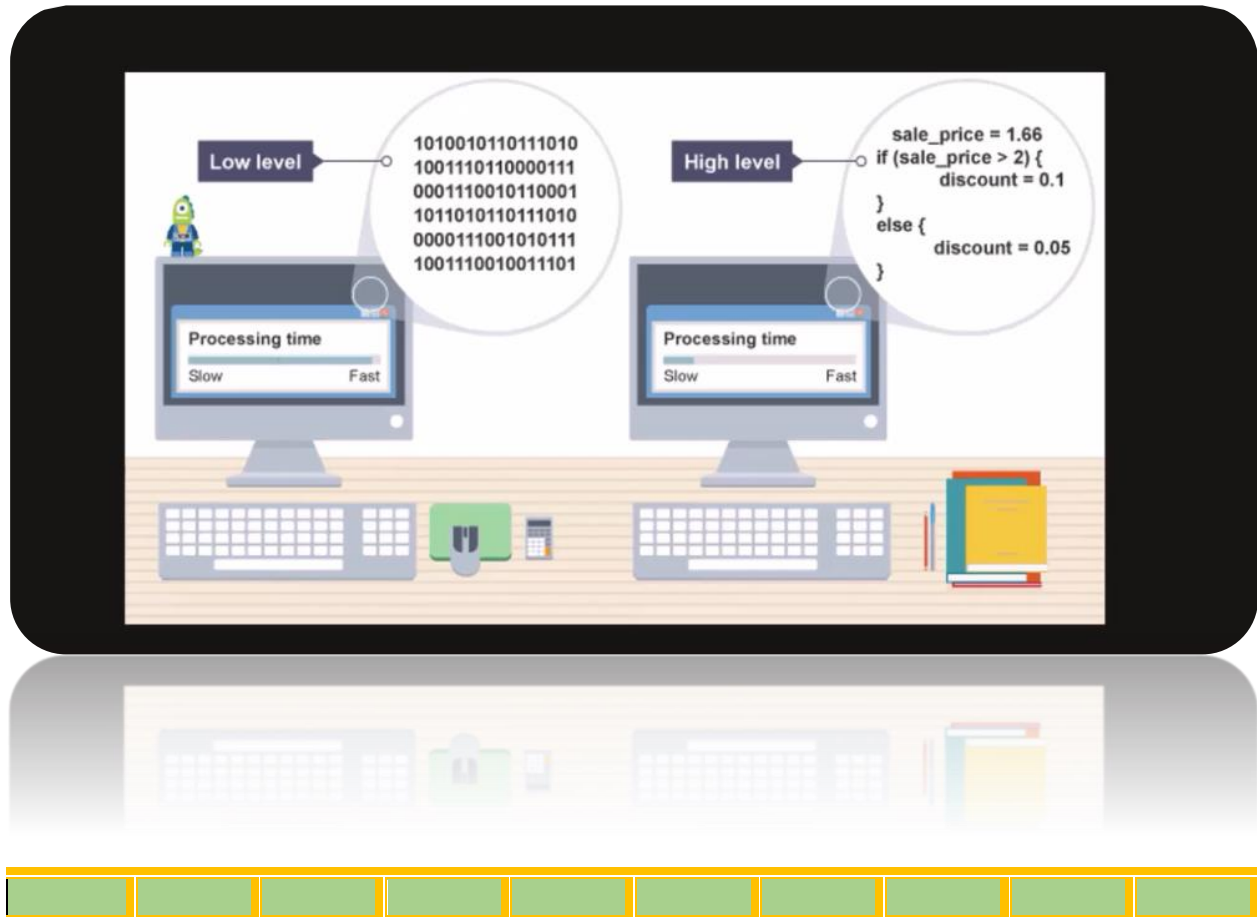 Low level
1010010110111010
1001110110000111
0001110010110001
1011010110111010
0000111001010111
1001110010011101
Processing time
Slow Fast
High level
sale_price = 1.66
if (sale_price > 2) {
discount = 0.1
}
else {
discount = 0.05
}
Processing time
Slow Fast